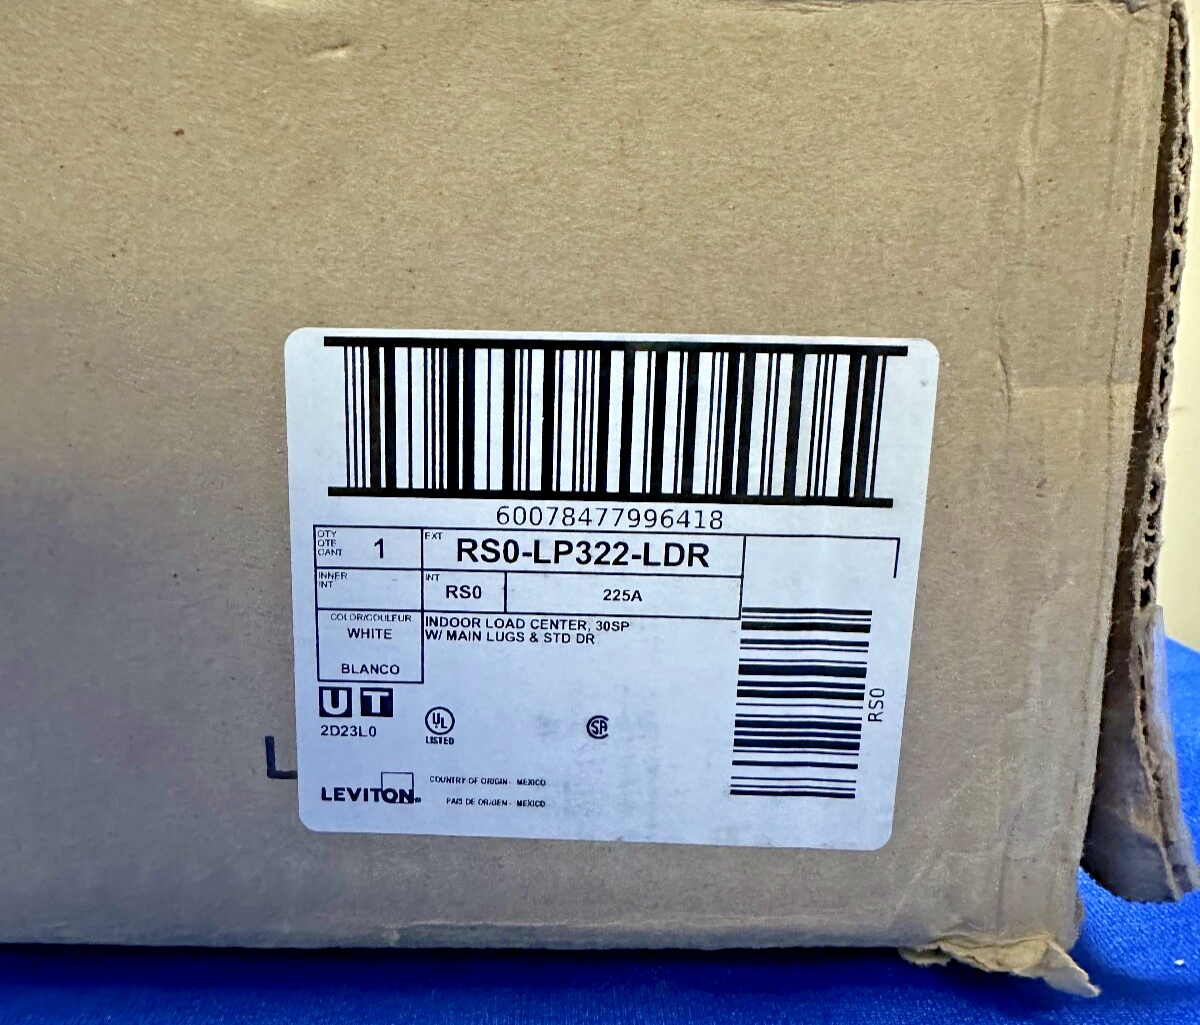 60078477996418
QTY
QTE
CANT
1
EXT
RS0-LP322-LDR
INNER
INT
INT
RS0
225A
COLOR/COULEUR
WHITE
BLANCO
INDOOR LOAD CENTER, 30SP
W/ MAIN LUGS & STD DR
UT
2D23L0
UL
LISTED
SA
RS0
LEVITON®
COUNTRY OF ORIGIN- MEXICO
PAIS DE ORIGEN- MEXICO
L